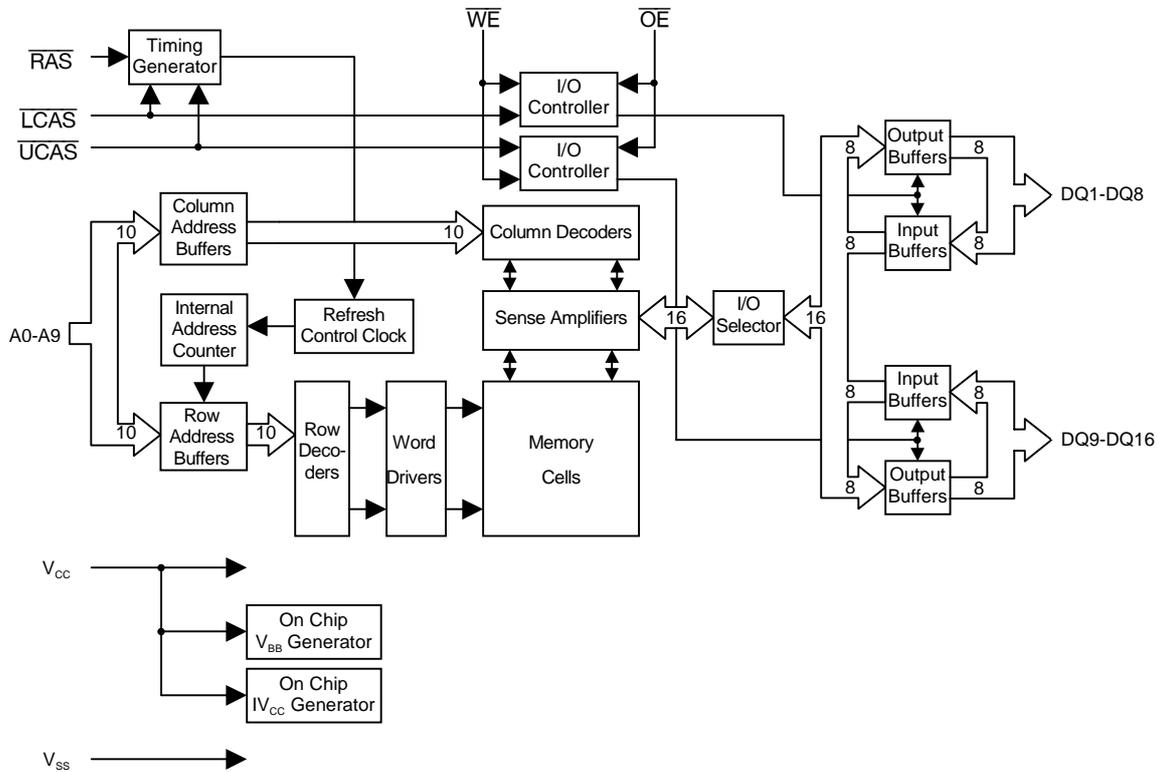 WE
OE
RAS
Timing
Generator
I/O
Controller
LCAS
UCAS
I/O
Controller
8
Output
Buffers
8
DQ1-DQ8
Column
Address
Buffers
10
10
Column Decoders
8
Input
Buffers
8
A0-A9
Internal
Address
Counter
Refresh
Control Clock
Sense Amplifiers
16
I/O
Selector
16
10
Row
Address
Buffers
10
Row
Deco-
ders
Word
Drivers
Memory
Cells
8
Input
Buffers
8
DQ9-DQ16
8
Output
Buffers
8
VCC
On Chip
VBB Generator
On Chip
IVCC Generator
VSS